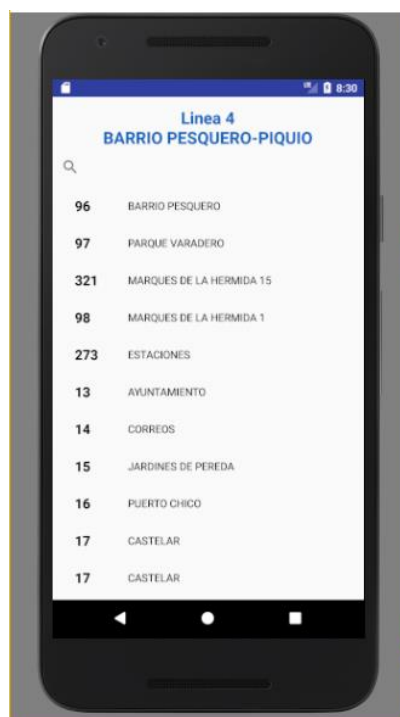 8:30
Linea 4
BARRIO PESQUERO-PIQUIO
96 BARRIO PESQUERO
97 PARQUE VARADERO
321 MARQUES DE LA HERMIDA 15
98 MARQUES DE LA HERMIDA 1
273 ESTACIONES
13 AYUNTAMIENTO
14 CORREOS
15 JARDINES DE PEREDA
16 PUERTO CHICO
17 CASTELAR
17 CASTELAR